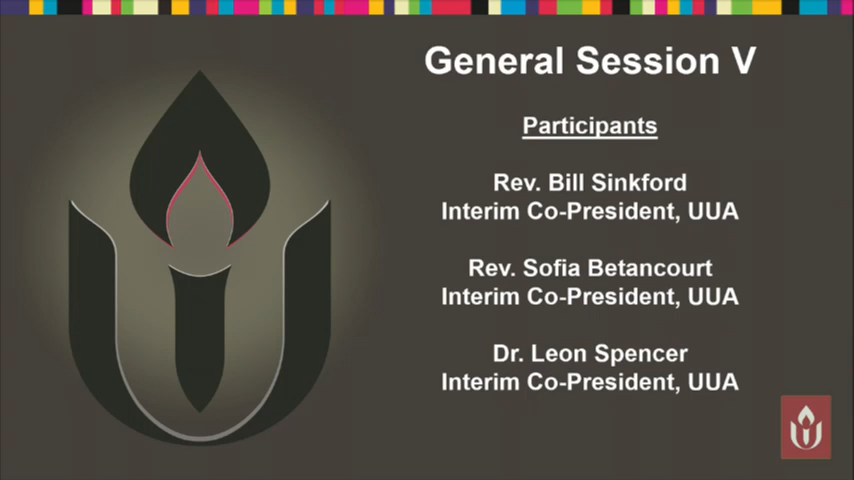 General Session V
Participants
Rev. Bill Sinkford
Interim Co-President, UUA
Rev. Sofia Betancourt
Interim Co-President, UUA
Dr. Leon Spencer
Interim Co-President, UUA